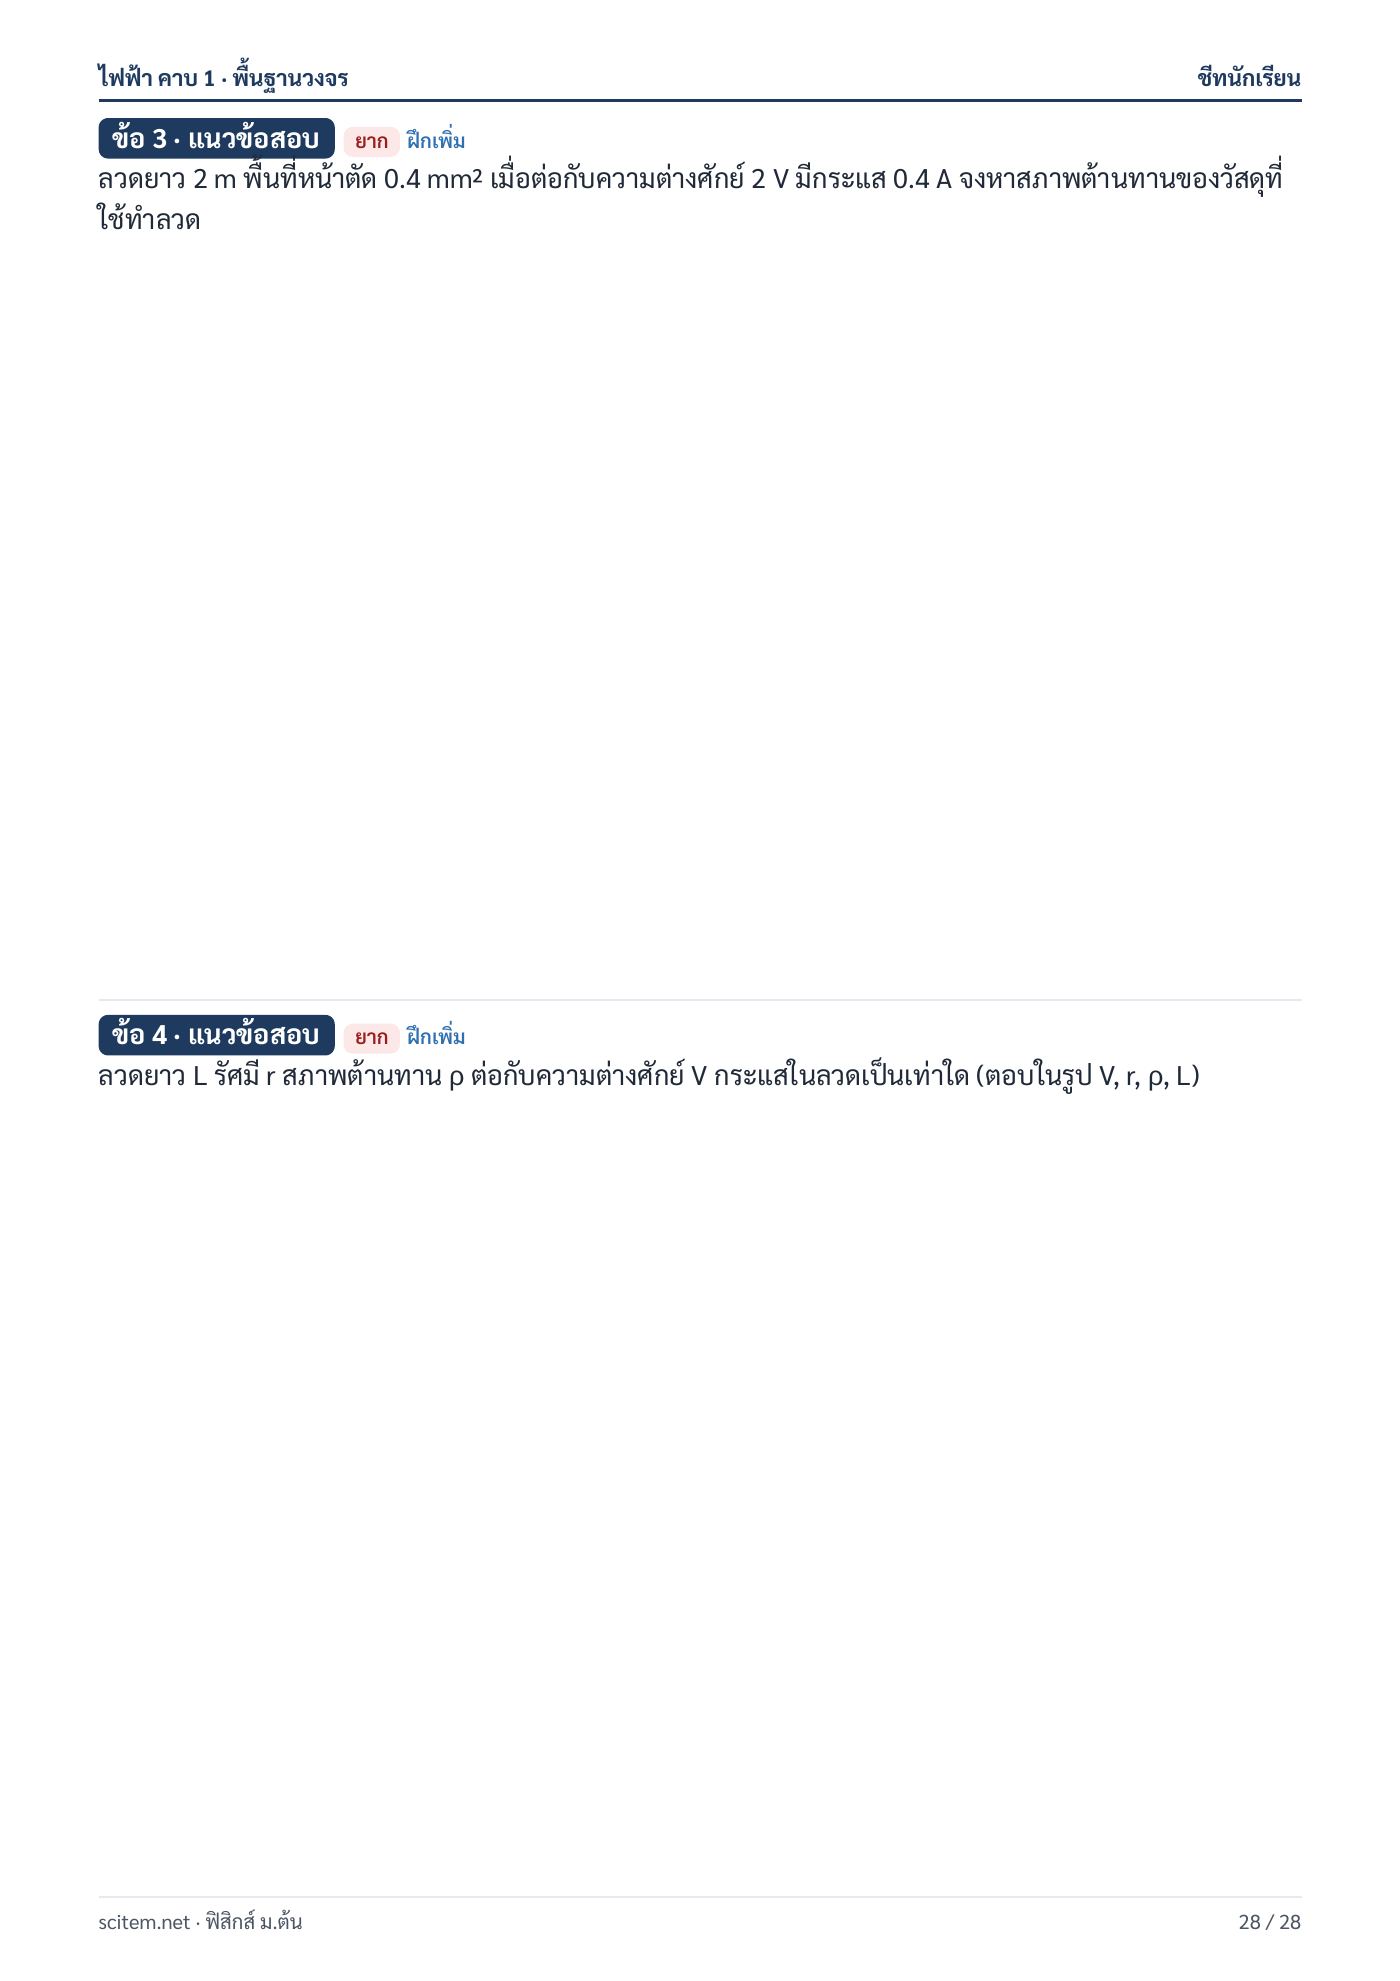 ไฟฟ้า คาบ 1 · พื้นฐานวงจร
ชีทนักเรียน
ข้อ 3 · แนวข้อสอบ ยาก ฝึกเพิ่ม
ลวดยาว 2 m พื้นที่หน้าตัด 0.4 mm² เมื่อต่อกับความต่างศักย์ 2 V มีกระแส 0.4 A จงหาสภาพต้านทานของวัสดุที่
ใช้ทำลวด
ข้อ 4 · แนวข้อสอบ ยาก ฝึกเพิ่ม
ลวดยาว L รัศมี r สภาพต้านทาน ρ ต่อกับความต่างศักย์ V กระแสในลวดเป็นเท่าใด (ตอบในรูป V, r, ρ, L)
scitem.net · ฟิสิกส์ ม.ต้น
28 / 28